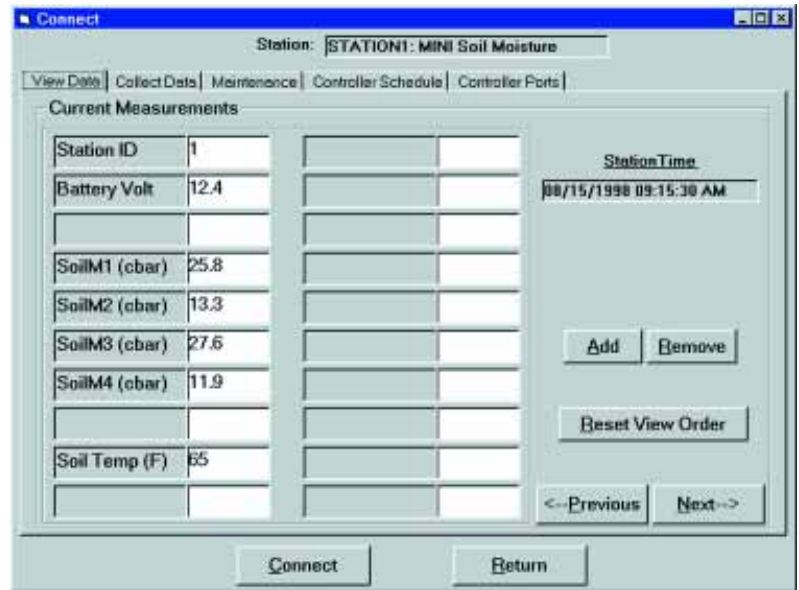 Connect
Station: STATION1: MINI Soil Moisture
View Data Collect Data Maintenance Controller Schedule Controller Ports
Current Measurements
Station ID 1
Battery Volt 12.4
SoilM1 (cbar) 25.8
SoilM2 (cbar) 13.3
SoilM3 (cbar) 27.6
SoilM4 (cbar) 11.9
Soil Temp (F) 65
Station Time
08/15/1998 09:15:30 AM
Add Remove
Reset View Order
<--Previous Next-->
Connect Return